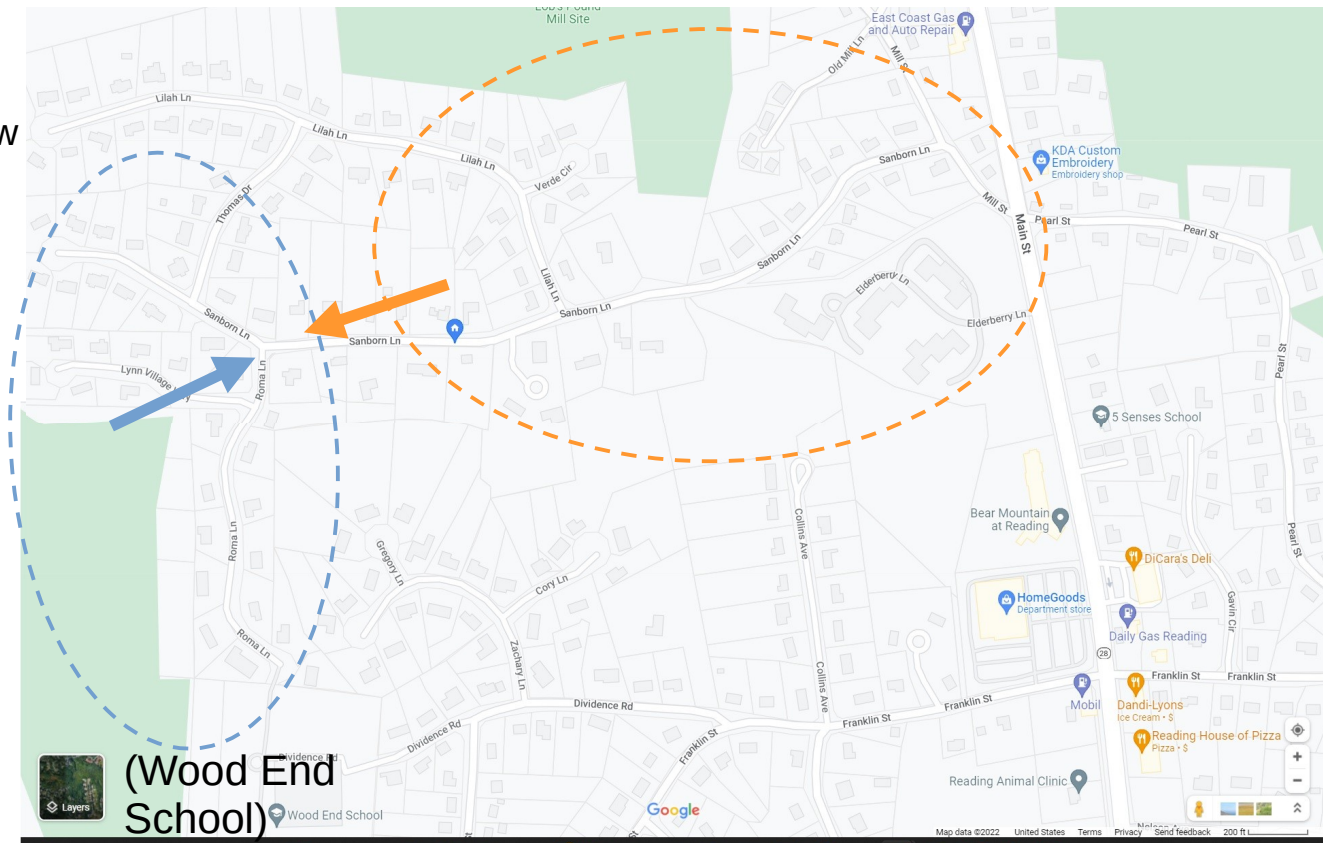 Lob's Pound
Mill Site
East Coast Gas
and Auto Repair
Old Mill Ln
Mill St
w
Lilah Ln
Lilah Ln
Lilah Ln
Verde Cir
Sanborn Ln
KDA Custom
Embroidery
Embroidery shop
Thomas Dr
Mill St
Main St
Pearl St
Pearl St
Sanborn Ln
Lilah Ln
Elderberry Ln
Sanborn Ln
Sanborn Ln
Elderberry Ln
Sanborn Ln
Pearl St
Lynn Village Way
Roma Ln
5 Senses School
Bear Mountain
at Reading
Collins Ave
Roma Ln
Pearl St
Gregory Ln
Cory Ln
DiCara's Deli
HomeGoods
Department store
Gavin Cir
Daily Gas Reading
Roma Ln
Zachary Ln
28
Collins Ave
Franklin St
Franklin St
Mobil
Dandi-Lyons
Ice Cream • $
Franklin St
Dividence Rd
Franklin St
Dividence Rd
Franklin St
Reading House of Pizza
Pizza • $
Dividence Rd
(Wood End
School)
Layers
Wood End School
Reading Animal Clinic
Google
Map data ©2022 United States Terms Privacy Send feedback 200 ft